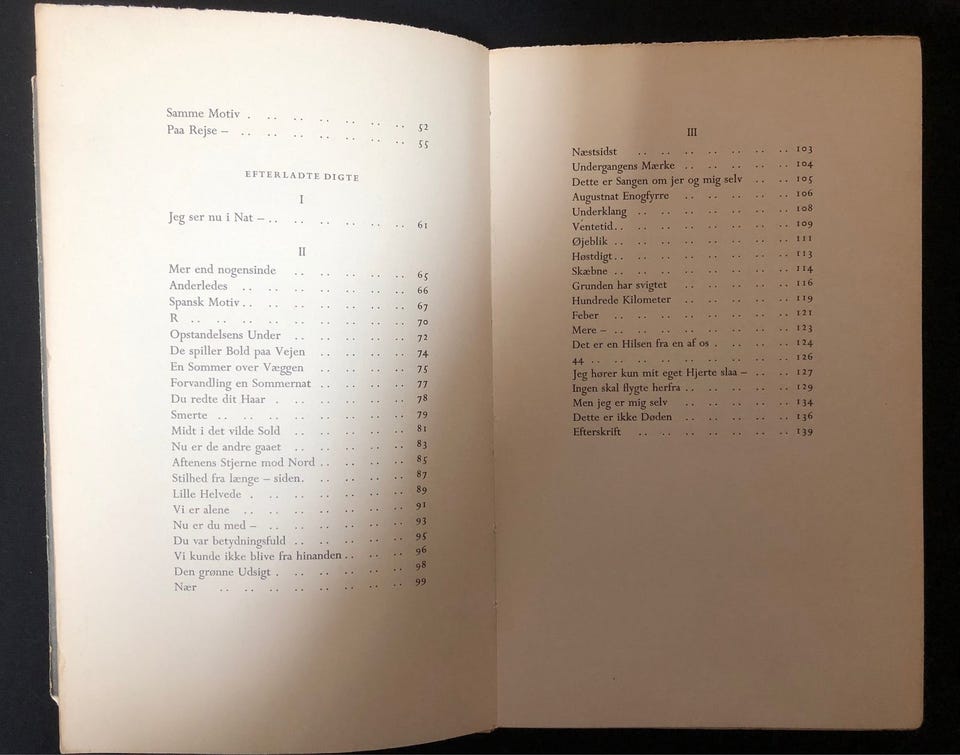 Samme Motiv . .. .. .. .. .. .. 52
Paa Rejse – .. .. .. .. .. .. .. 55
EFTERLADTE DIGTE
I
Jeg ser nu i Nat – .. .. .. .. .. .. 61
II
Mer end nogensinde .. .. .. .. .. 65
Anderledes .. .. .. .. .. .. 66
Spansk Motiv .. .. .. .. .. .. 67
R .. .. .. .. .. .. .. 70
Opstandelsens Under .. .. .. .. .. 72
De spiller Bold paa Vejen .. .. .. .. 74
En Sommer over Væggen .. .. .. .. 75
Forvandling en Sommernat .. .. .. .. 77
Du redte dit Haar . .. .. .. .. .. 78
Smerte .. .. .. .. .. .. .. 79
Midt i det vilde Sold .. .. .. .. .. 81
Nu er de andre gaaet .. .. .. .. .. 83
Aftenens Stjerne mod Nord .. .. .. .. 85
Stilhed fra længe – siden. .. .. .. .. 87
Lille Helvede . .. .. .. .. .. 89
Vi er alene .. .. .. .. .. .. 91
Nu er du med – .. .. .. .. .. 93
Du var betydningsfuld .. .. .. .. .. 95
Vi kunde ikke blive fra hinanden .. .. .. 96
Den grønne Udsigt . .. .. .. .. .. 98
Nær .. .. .. .. .. .. .. 99
III
Næstsidst .. .. .. .. .. .. .. 103
Undergangens Mærke .. .. .. .. .. 104
Dette er Sangen om jer og mig selv .. .. 105
Augustnat Enogfyrre .. .. .. .. .. 106
Underklang .. .. .. .. .. .. .. 108
Ventetid .. .. .. .. .. .. .. 109
Øjeblik .. .. .. .. .. .. .. 111
Høstdigt .. .. .. .. .. .. .. 113
Skæbne .. .. .. .. .. .. .. 114
Grunden har svigtet .. .. .. .. .. 116
Hundrede Kilometer .. .. .. .. .. 119
Feber .. .. .. .. .. .. .. 121
Mere – .. .. .. .. .. .. .. 123
Det er en Hilsen fra en af os . .. .. .. 124
44 .. .. .. .. .. .. .. .. 126
Jeg hører kun mit eget Hjerte slaa – .. .. 127
Ingen skal flygte herfra .. .. .. .. .. 129
Men jeg er mig selv .. .. .. .. .. 134
Dette er ikke Døden .. .. .. .. .. 136
Efterskrift .. .. .. .. .. .. .. 139